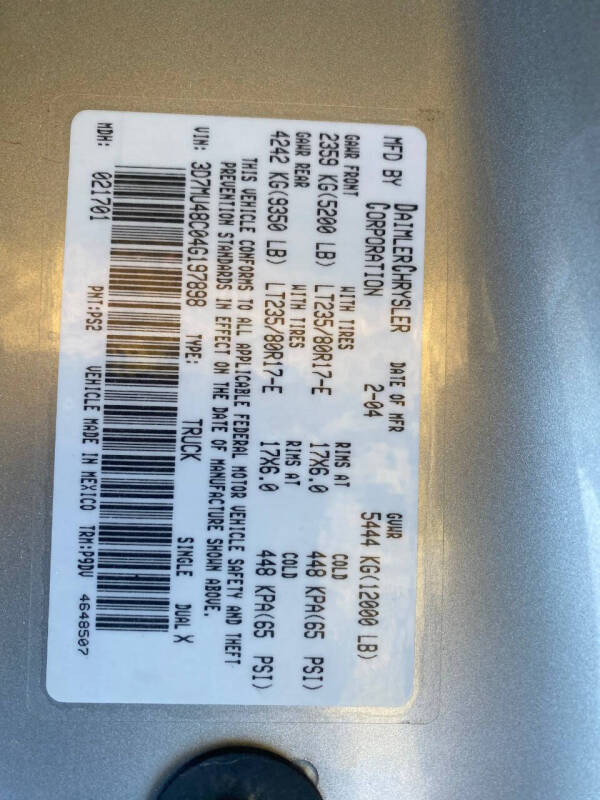 MFD BY DAIMLERCHRYSLER CORPORATION DATE OF MFR 2-04 GVWR 5444 KG(12000 LB)
GAWR FRONT WITH TIRES RIMS AT COLD
2359 KG(5200 LB) LT235/80R17-E 17X6.0 448 KPA(65 PSI)
GAWR REAR WITH TIRES RIMS AT COLD
4242 KG(9350 LB) LT235/80R17-E 17X6.0 448 KPA(65 PSI)
THIS VEHICLE CONFORMS TO ALL APPLICABLE FEDERAL MOTOR VEHICLE SAFETY AND THEFT
PREVENTION STANDARDS IN EFFECT ON THE DATE OF MANUFACTURE SHOWN ABOVE.
VIN: 3D7MU48C04G197898 TYPE: TRUCK SINGLE DUAL X
MDH: 021701 PNT:PS2 VEHICLE MADE IN MEXICO TRM:P9DV 4648507